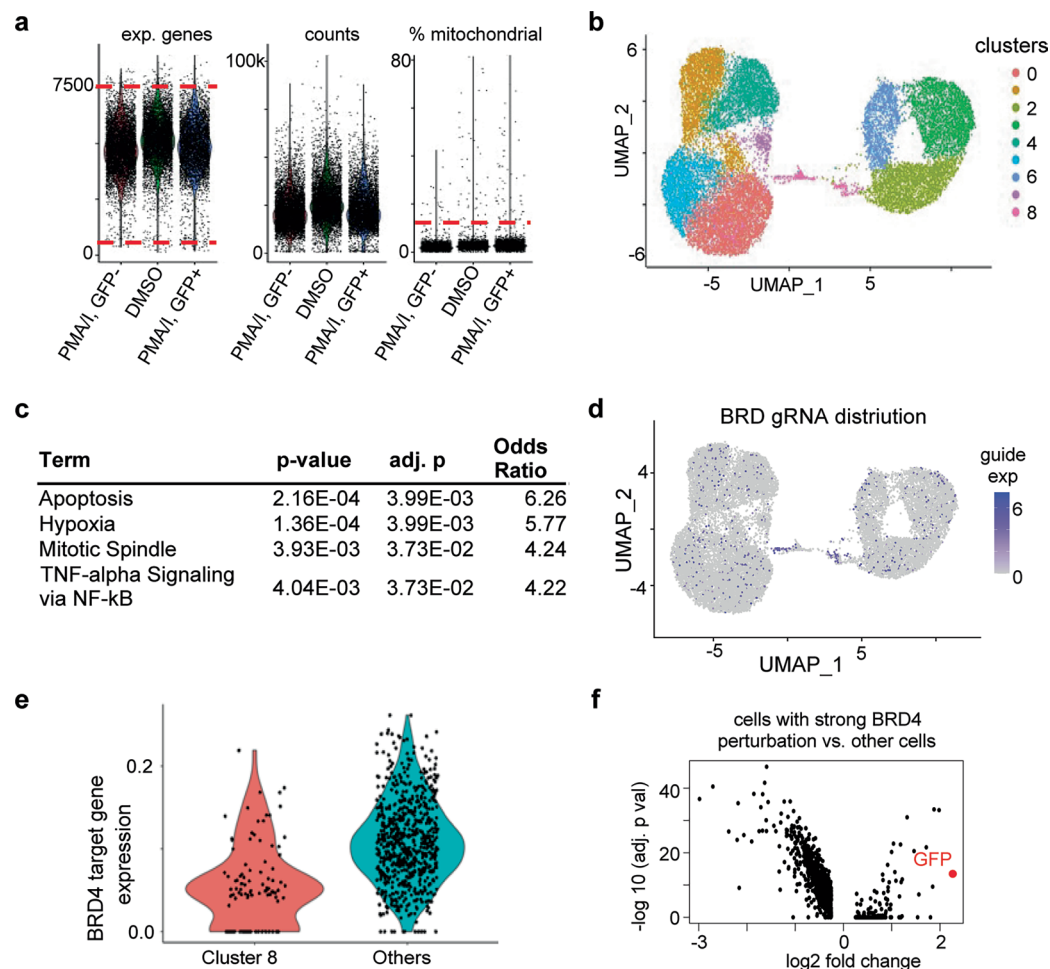 a
exp. genes
counts
% mitochondrial
7500
0
100k
0
80
40
0
PMA/I, GFP-
DMSO
PMA/I, GFP+
PMA/I, GFP-
DMSO
PMA/I, GFP+
PMA/I, GFP-
DMSO
PMA/I, GFP+
b
6
-6
UMAP_2
-5
5
UMAP_1
clusters
0
0
2
4
4
6
8
8
c
Term p-value adj. p Odds Ratio
Apoptosis 2.16E-04 3.99E-03 6.26
Hypoxia 1.36E-04 3.99E-03 5.77
Mitotic Spindle 3.93E-03 3.73E-02 4.24
TNF-alpha Signaling
via NF-kB 4.04E-03 3.73E-02 4.22
d
BRD gRNA distriution
4
-4
UMAP_2
-5
5
UMAP_1
guide
exp
6
0
e
BRD4 target gene
expression
0.2
0.0
Cluster 8
Others
f
cells with strong BRD4
perturbation vs. other cells
-log 10 (adj. p val)
40
20
0
GFP
-3
0
2
log2 fold change